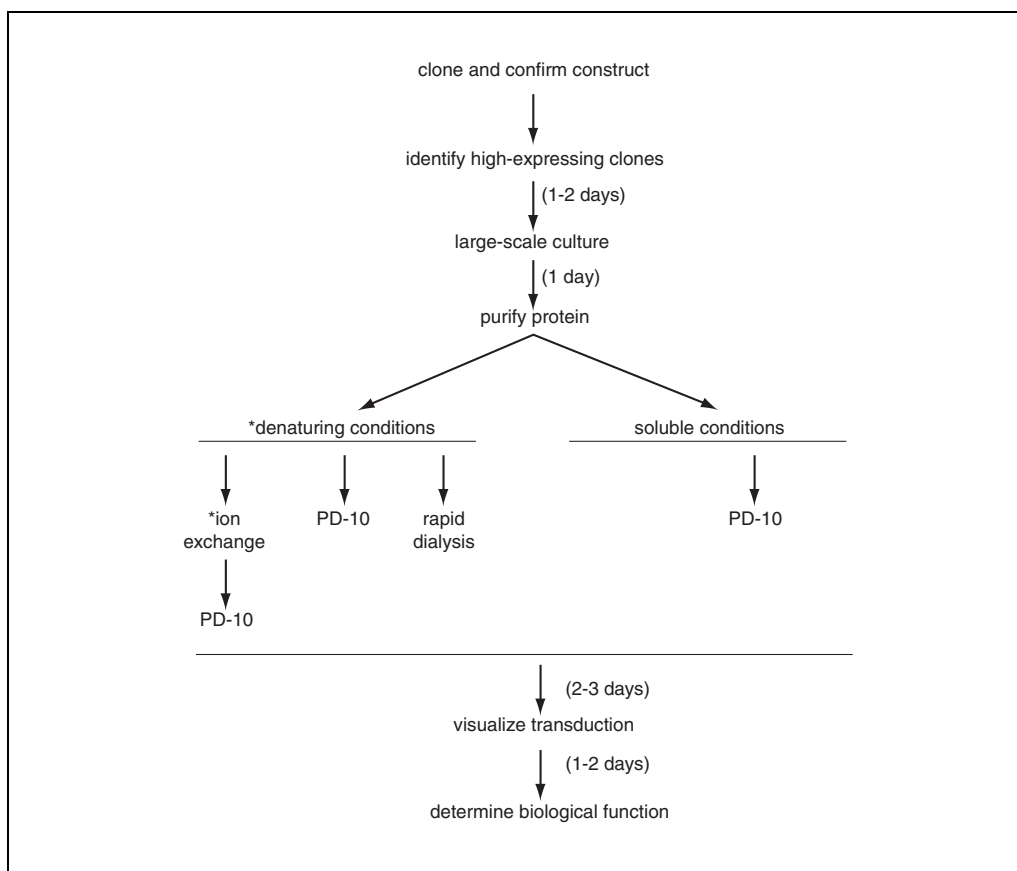 clone and confirm construct
identify high-expressing clones
(1-2 days)
large-scale culture
(1 day)
purify protein
*denaturing conditions
soluble conditions
*ion
exchange
PD-10
rapid
dialysis
PD-10
PD-10
(2-3 days)
visualize transduction
(1-2 days)
determine biological function